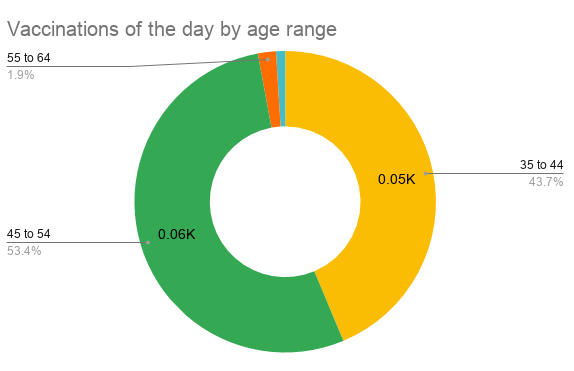 Vaccinations of the day by age range
55 to 64
1.9%
35 to 44
43.7%
0.05K
0.06K
45 to 54
53.4%